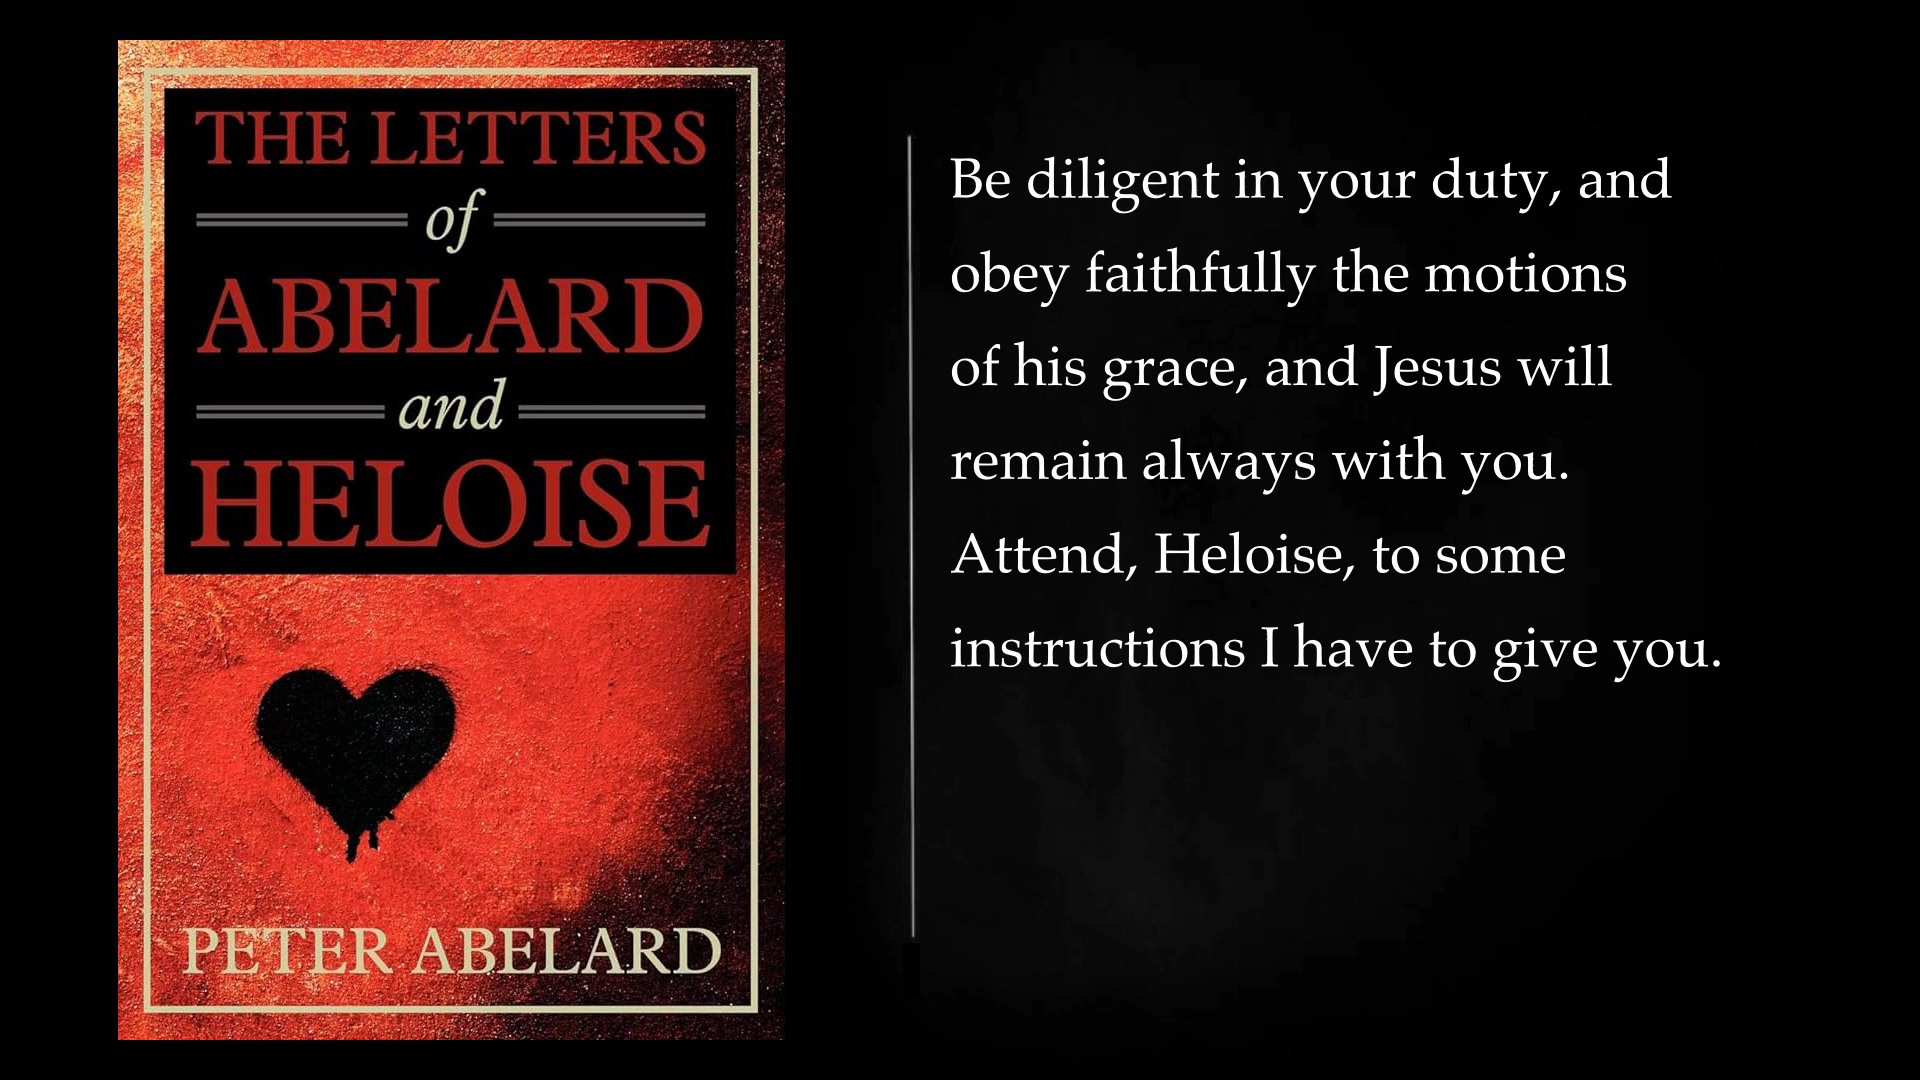 THE LETTERS
of
ABELARD
and
HELOISE
PETER ABELARD
Be diligent in your duty, and
obey faithfully the motions
of his grace, and Jesus will
remain always with you.
Attend, Heloise, to some
instructions I have to give you.